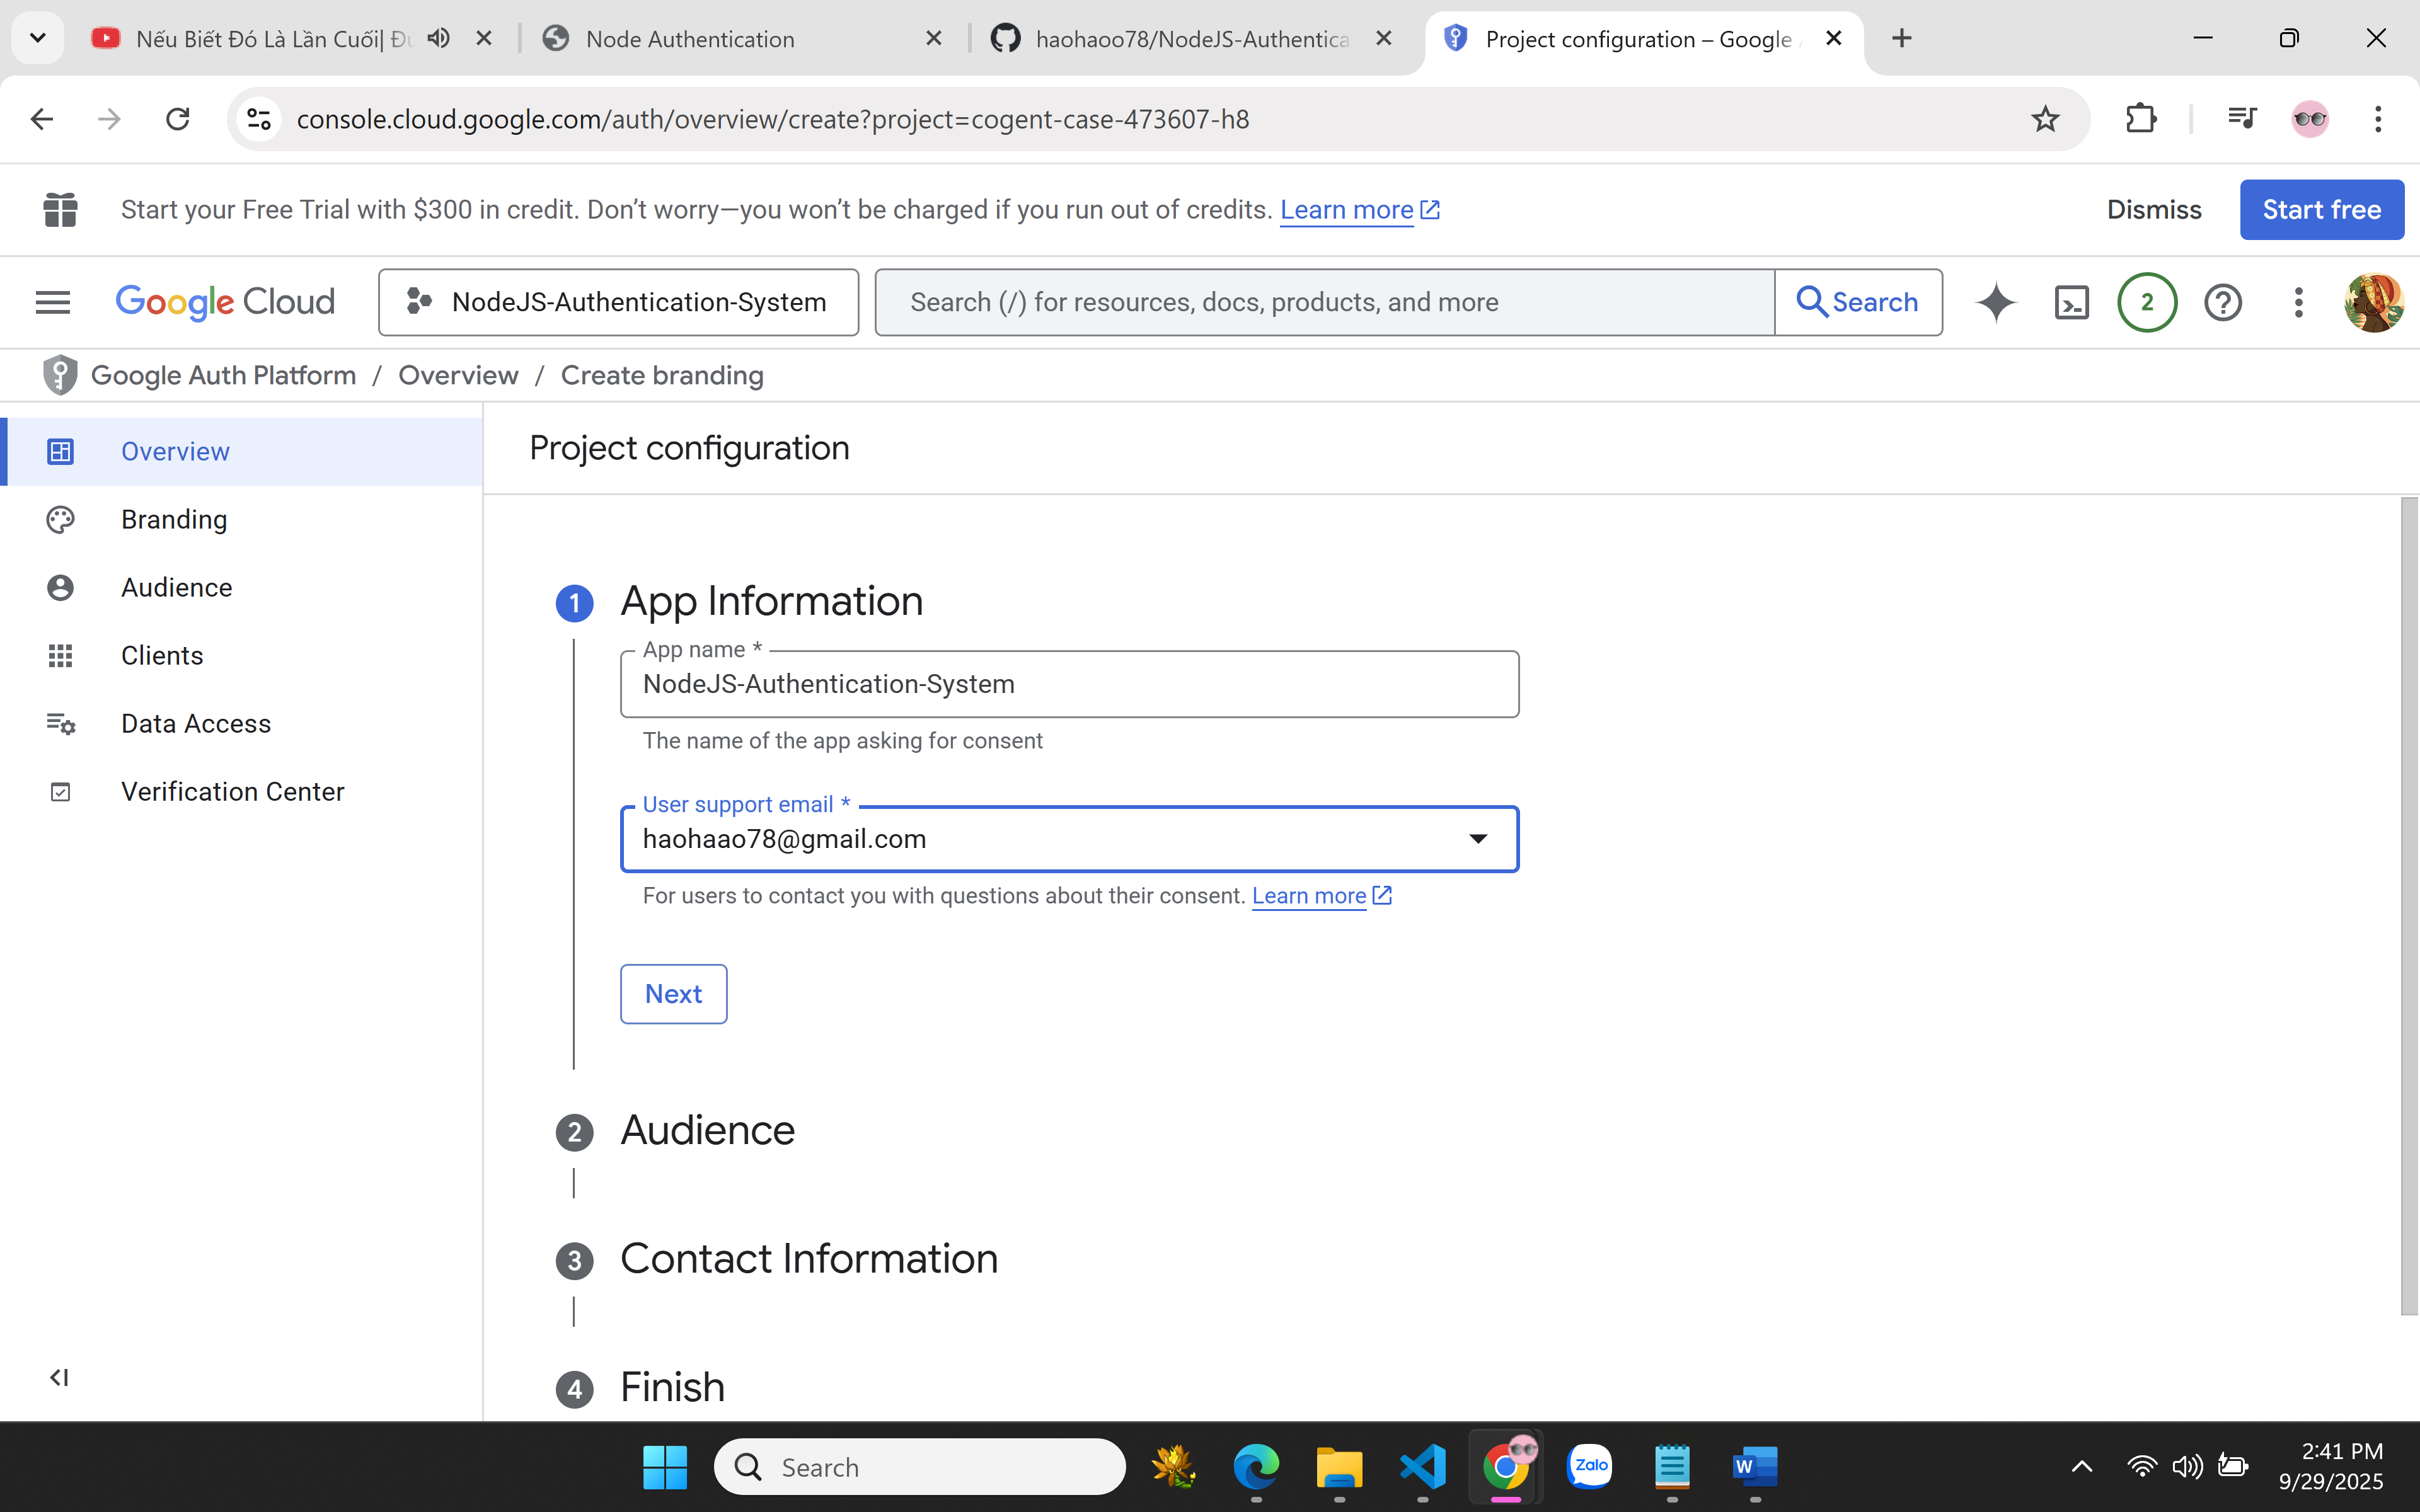 Nếu Biết Đó Là Lần Cuối|
Node Authentication
haohaoo78/NodeJS-Authentica
Project configuration – Google
console.cloud.google.com/auth/overview/create?project=cogent-case-473607-h8
Start your Free Trial with $300 in credit. Don’t worry—you won’t be charged if you run out of credits. Learn more
Dismiss
Start free
Google Cloud
NodeJS-Authentication-System
Search (/) for resources, docs, products, and more
Search
2
Google Auth Platform / Overview / Create branding
Overview
Branding
Audience
Clients
Data Access
Verification Center
Project configuration
1 App Information
App name *
NodeJS-Authentication-System
The name of the app asking for consent
User support email *
haohaao78@gmail.com
For users to contact you with questions about their consent. Learn more
Next
2 Audience
3 Contact Information
4 Finish
Search
Zalo
W
2:41 PM
9/29/2025